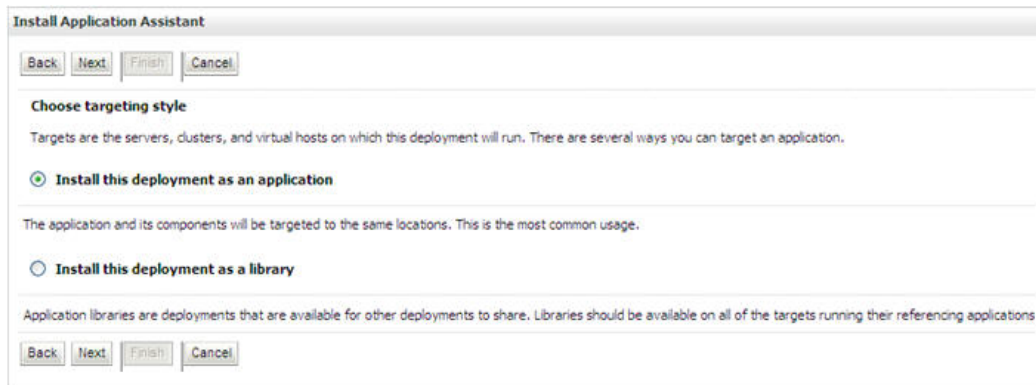 Install Application Assistant
Back Next Finish Cancel
Choose targeting style
Targets are the servers, clusters, and virtual hosts on which this deployment will run. There are several ways you can target an application.
Install this deployment as an application
The application and its components will be targeted to the same locations. This is the most common usage.
Install this deployment as a library
Application libraries are deployments that are available for other deployments to share. Libraries should be available on all of the targets running their referencing applications
Back Next Finish Cancel